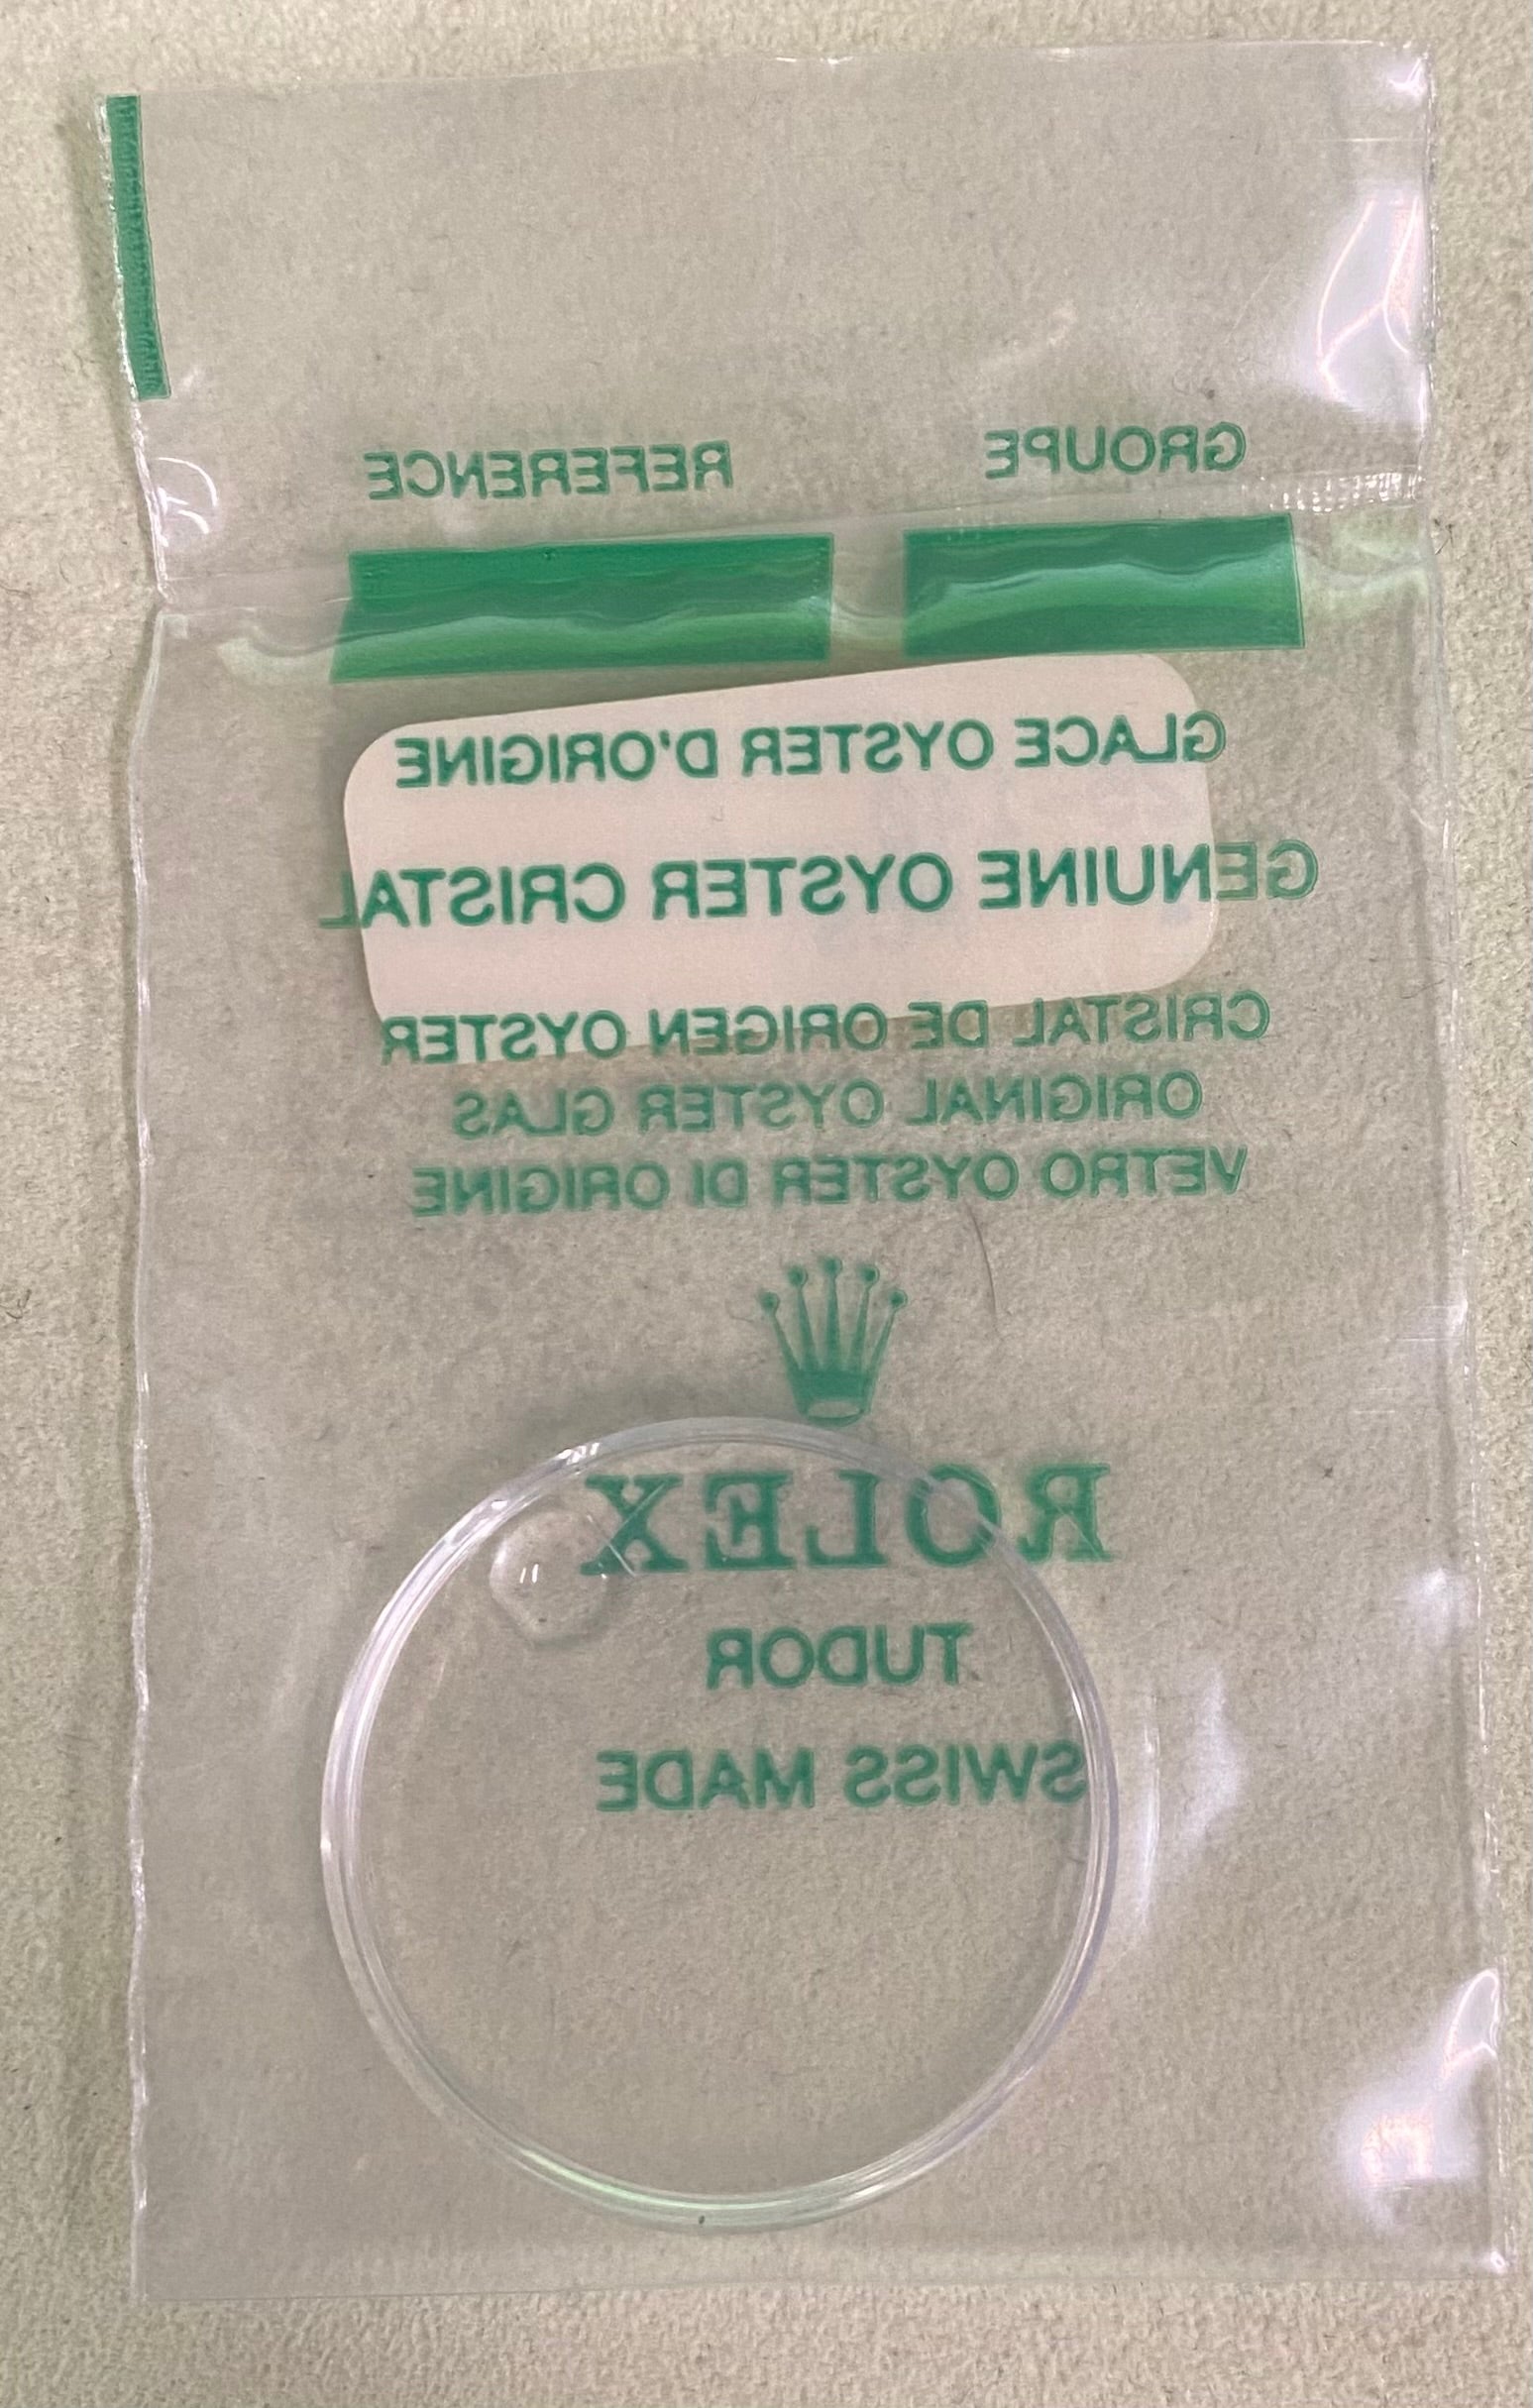 GROUPE REFERENCE
GLACE OYSTER D'ORIGINE
GENUINE OYSTER CRISTAL
CRISTAL DE ORIGEN OYSTER
ORIGINAL OYSTER GLAS
VETRO OYSTER DI ORIGINE
ROLEX
TUDOR
SWISS MADE